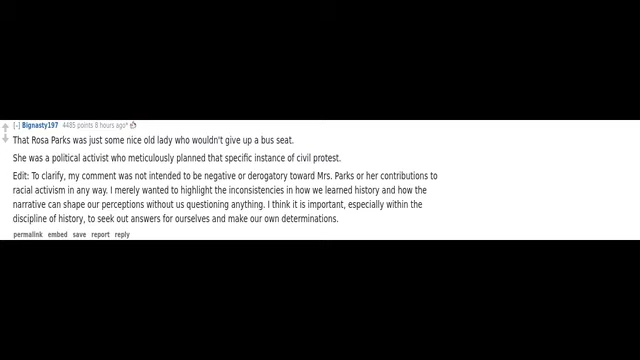 [-] Bignasty197 4485 points 8 hours ago*
That Rosa Parks was just some nice old lady who wouldn't give up a bus seat.
She was a political activist who meticulously planned that specific instance of civil protest.
Edit: To clarify, my comment was not intended to be negative or derogatory toward Mrs. Parks or her contributions to
racial activism in any way. I merely wanted to highlight the inconsistencies in how we learned history and how the
narrative can shape our perceptions without us questioning anything. I think it is important, especially within the
discipline of history, to seek out answers for ourselves and make our own determinations.
permalink embed save report reply